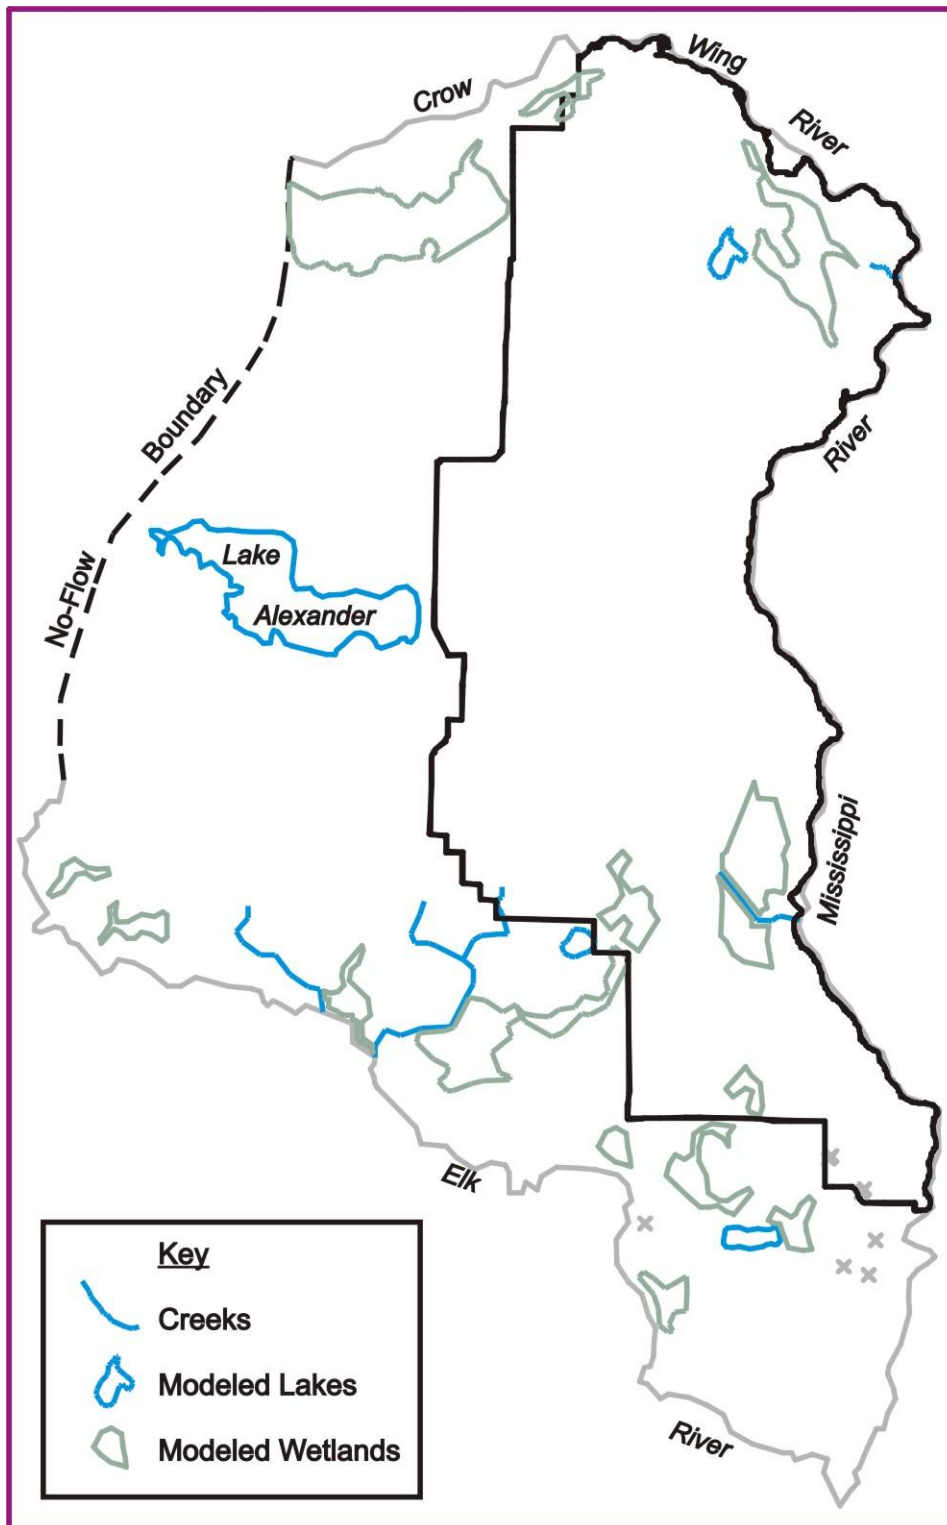 Crow
Wing
River
River
Boundary
No-Flow
Lake
Alexander
Mississippi
Elk
River
Key
Creeks
Modeled Lakes
Modeled Wetlands